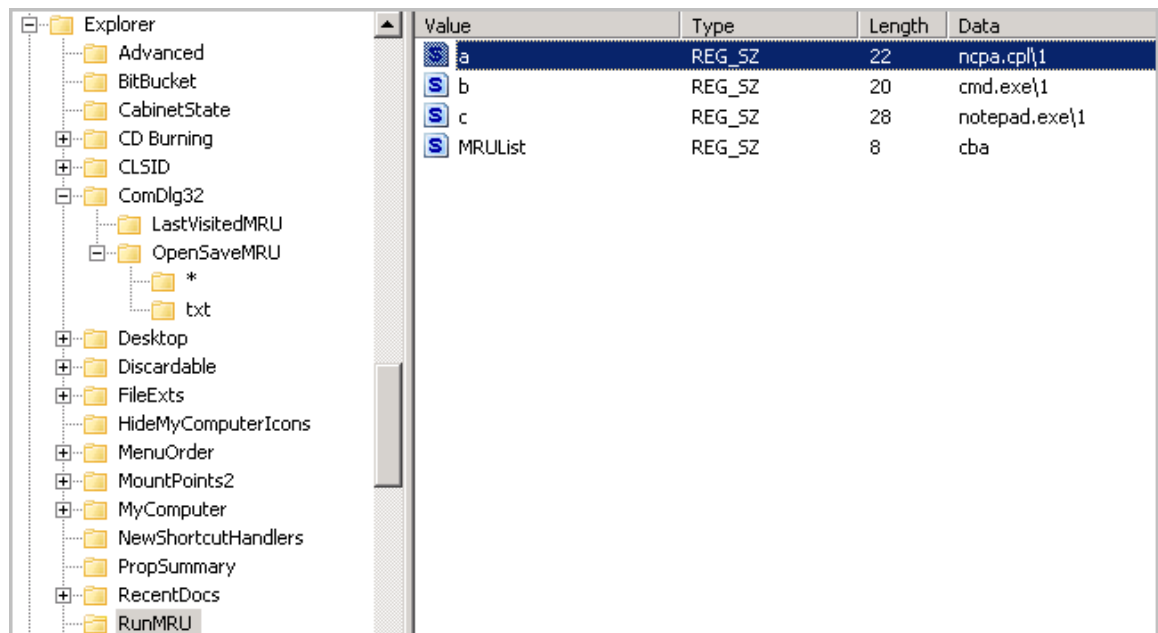 Explorer
Advanced
BitBucket
CabinetState
CD Burning
CLSID
ComDlg32
LastVisitedMRU
OpenSaveMRU
*
txt
Desktop
Discardable
FileExts
HideMyComputerIcons
MenuOrder
MountPoints2
MyComputer
NewShortcutHandlers
PropSummary
RecentDocs
RunMRU
Value Type Length Data
a REG_SZ 22 ncpa.cpl\1
b REG_SZ 20 cmd.exe\1
c REG_SZ 28 notepad.exe\1
MRUList REG_SZ 8 cba